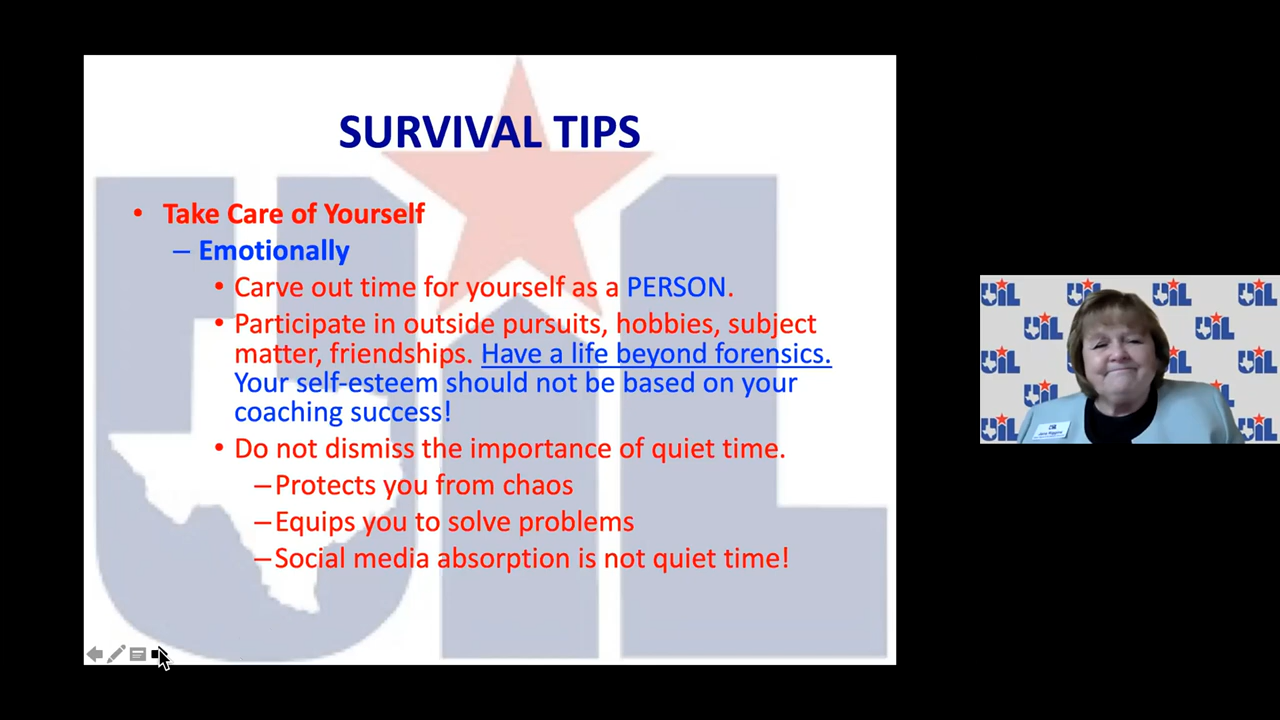 SURVIVAL TIPS
• Take Care of Yourself
– Emotionally
• Carve out time for yourself as a PERSON.
• Participate in outside pursuits, hobbies, subject
matter, friendships. Have a life beyond forensics.
Your self-esteem should not be based on your
coaching success!
• Do not dismiss the importance of quiet time.
–Protects you from chaos
–Equips you to solve problems
–Social media absorption is not quiet time!
UIL